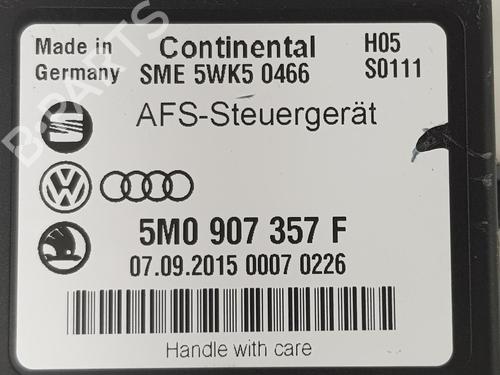 Made in
Germany
Continental
SME 5WK5 0466
H05
S0111
AFS-Steuergerät
5M0 907 357 F
07.09.2015 0007 0226
Handle with care
B-PARTS